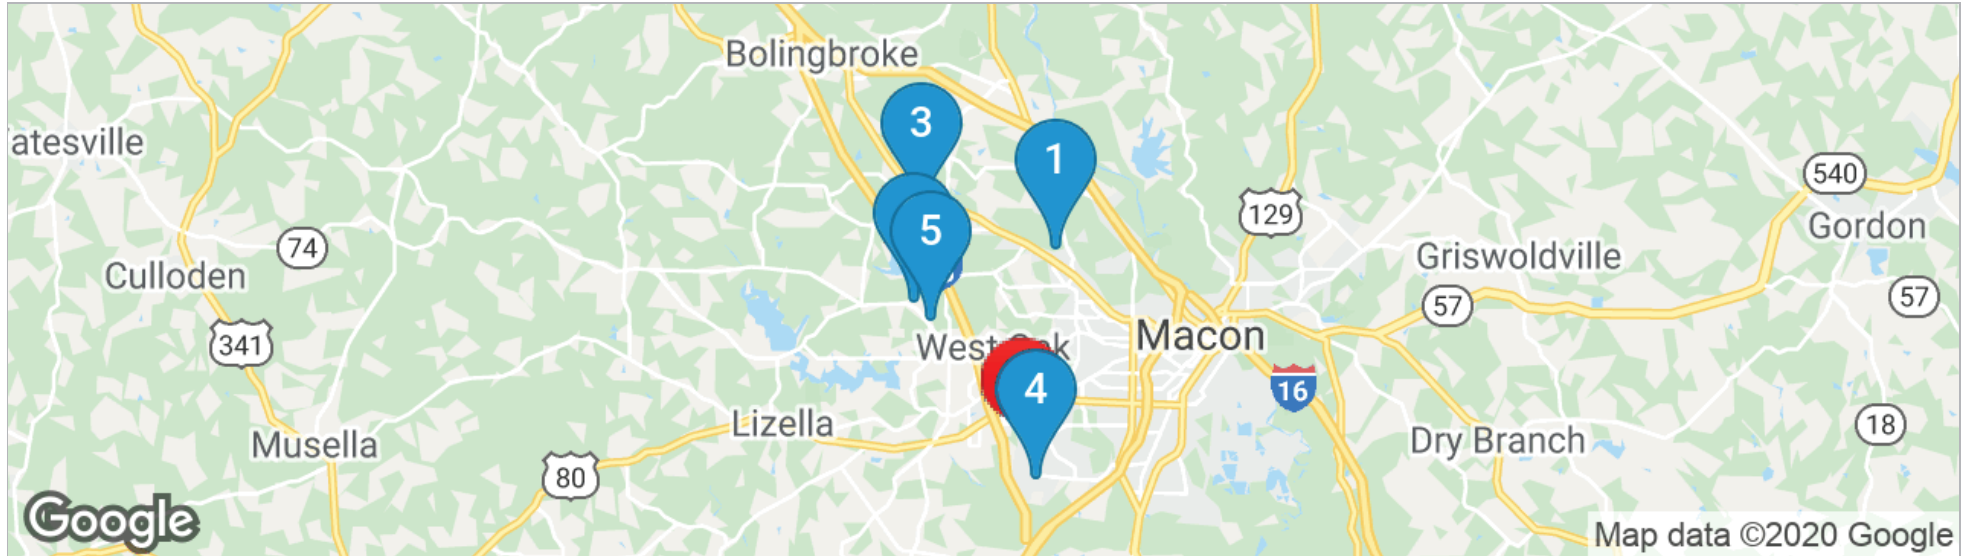 Bolingbroke
3
1
atesville
540
129
Gordon
74
5
Griswoldville
Culloden
57
57
341
Macon
4
16
Lizella
18
Musella
Dry Branch
80
Google
Map data ©2020 Google